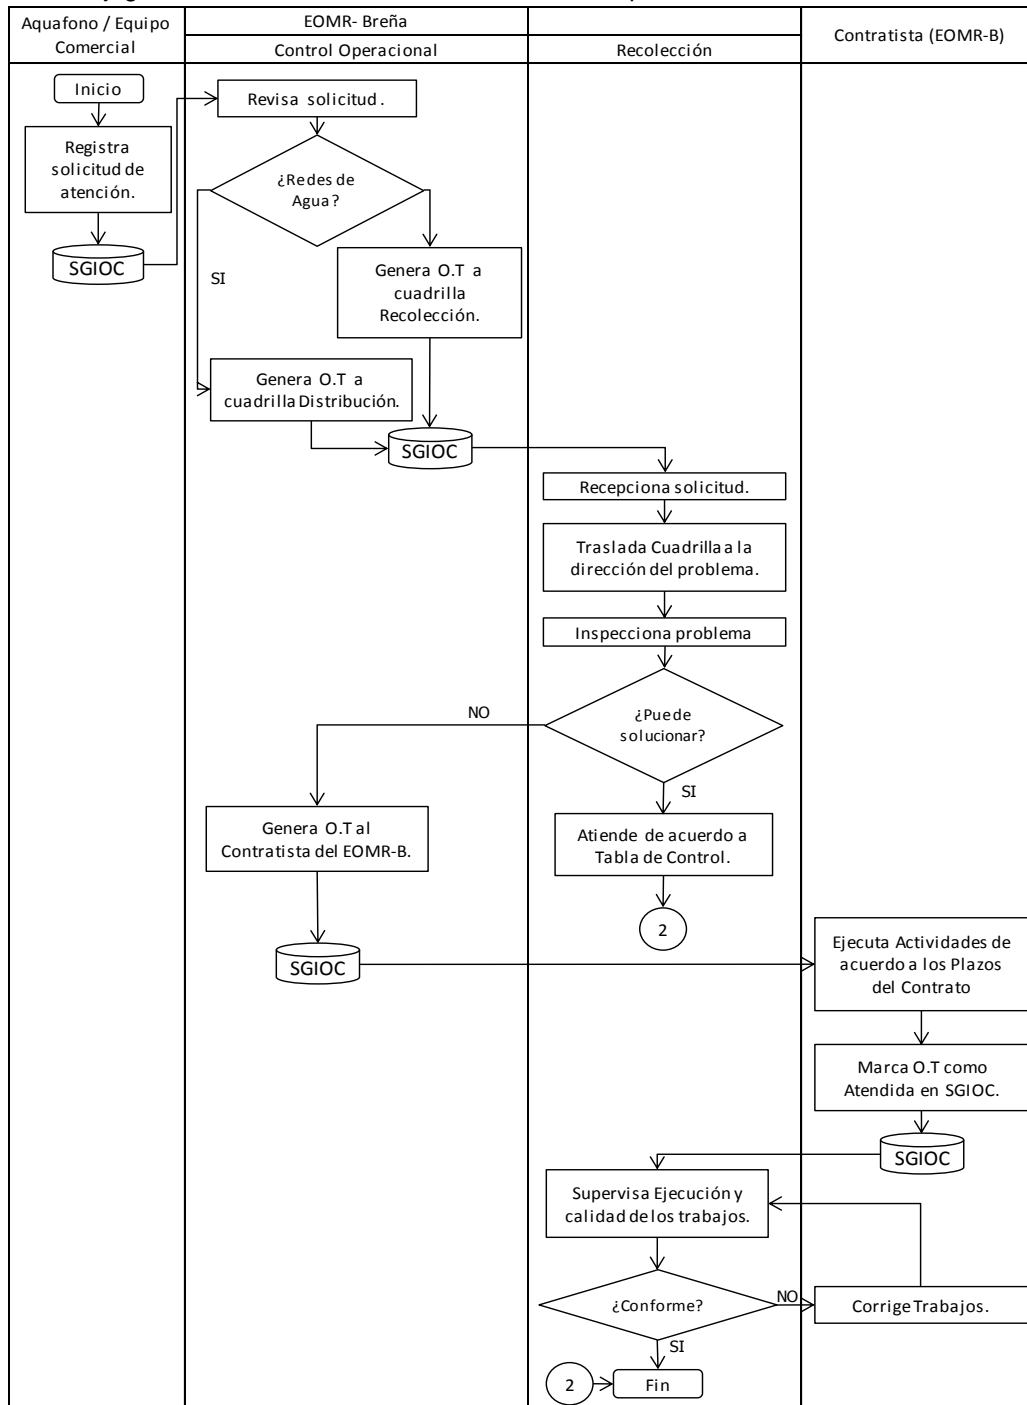 Aquafono / Equipo
Comercial
EOMR- Breña
Control Operacional
Recolección
Contratista (EOMR-B)
Inicio
Registra
solicitud de
atención.
SGIOC
Revisa solicitud.
¿Redes de
Agua?
SI
Genera O.T a
cuadrilla
Recolección.
Genera O.T a
cuadrilla Distribución.
SGIOC
Recepciona solicitud.
Traslada Cuadrilla a la
dirección del problema.
Inspecciona problema
¿Puede
solucionar?
NO
SI
Genera O.T al
Contratista del EOMR-B.
Atiende de acuerdo a
Tabla de Control.
2
SGIOC
Ejecuta Actividades de
acuerdo a los Plazos
del Contrato
Marca O.T como
Atendida en SGIOC.
SGIOC
Supervisa Ejecución y
calidad de los trabajos.
¿Conforme?
NO
Corrige Trabajos.
SI
2
Fin